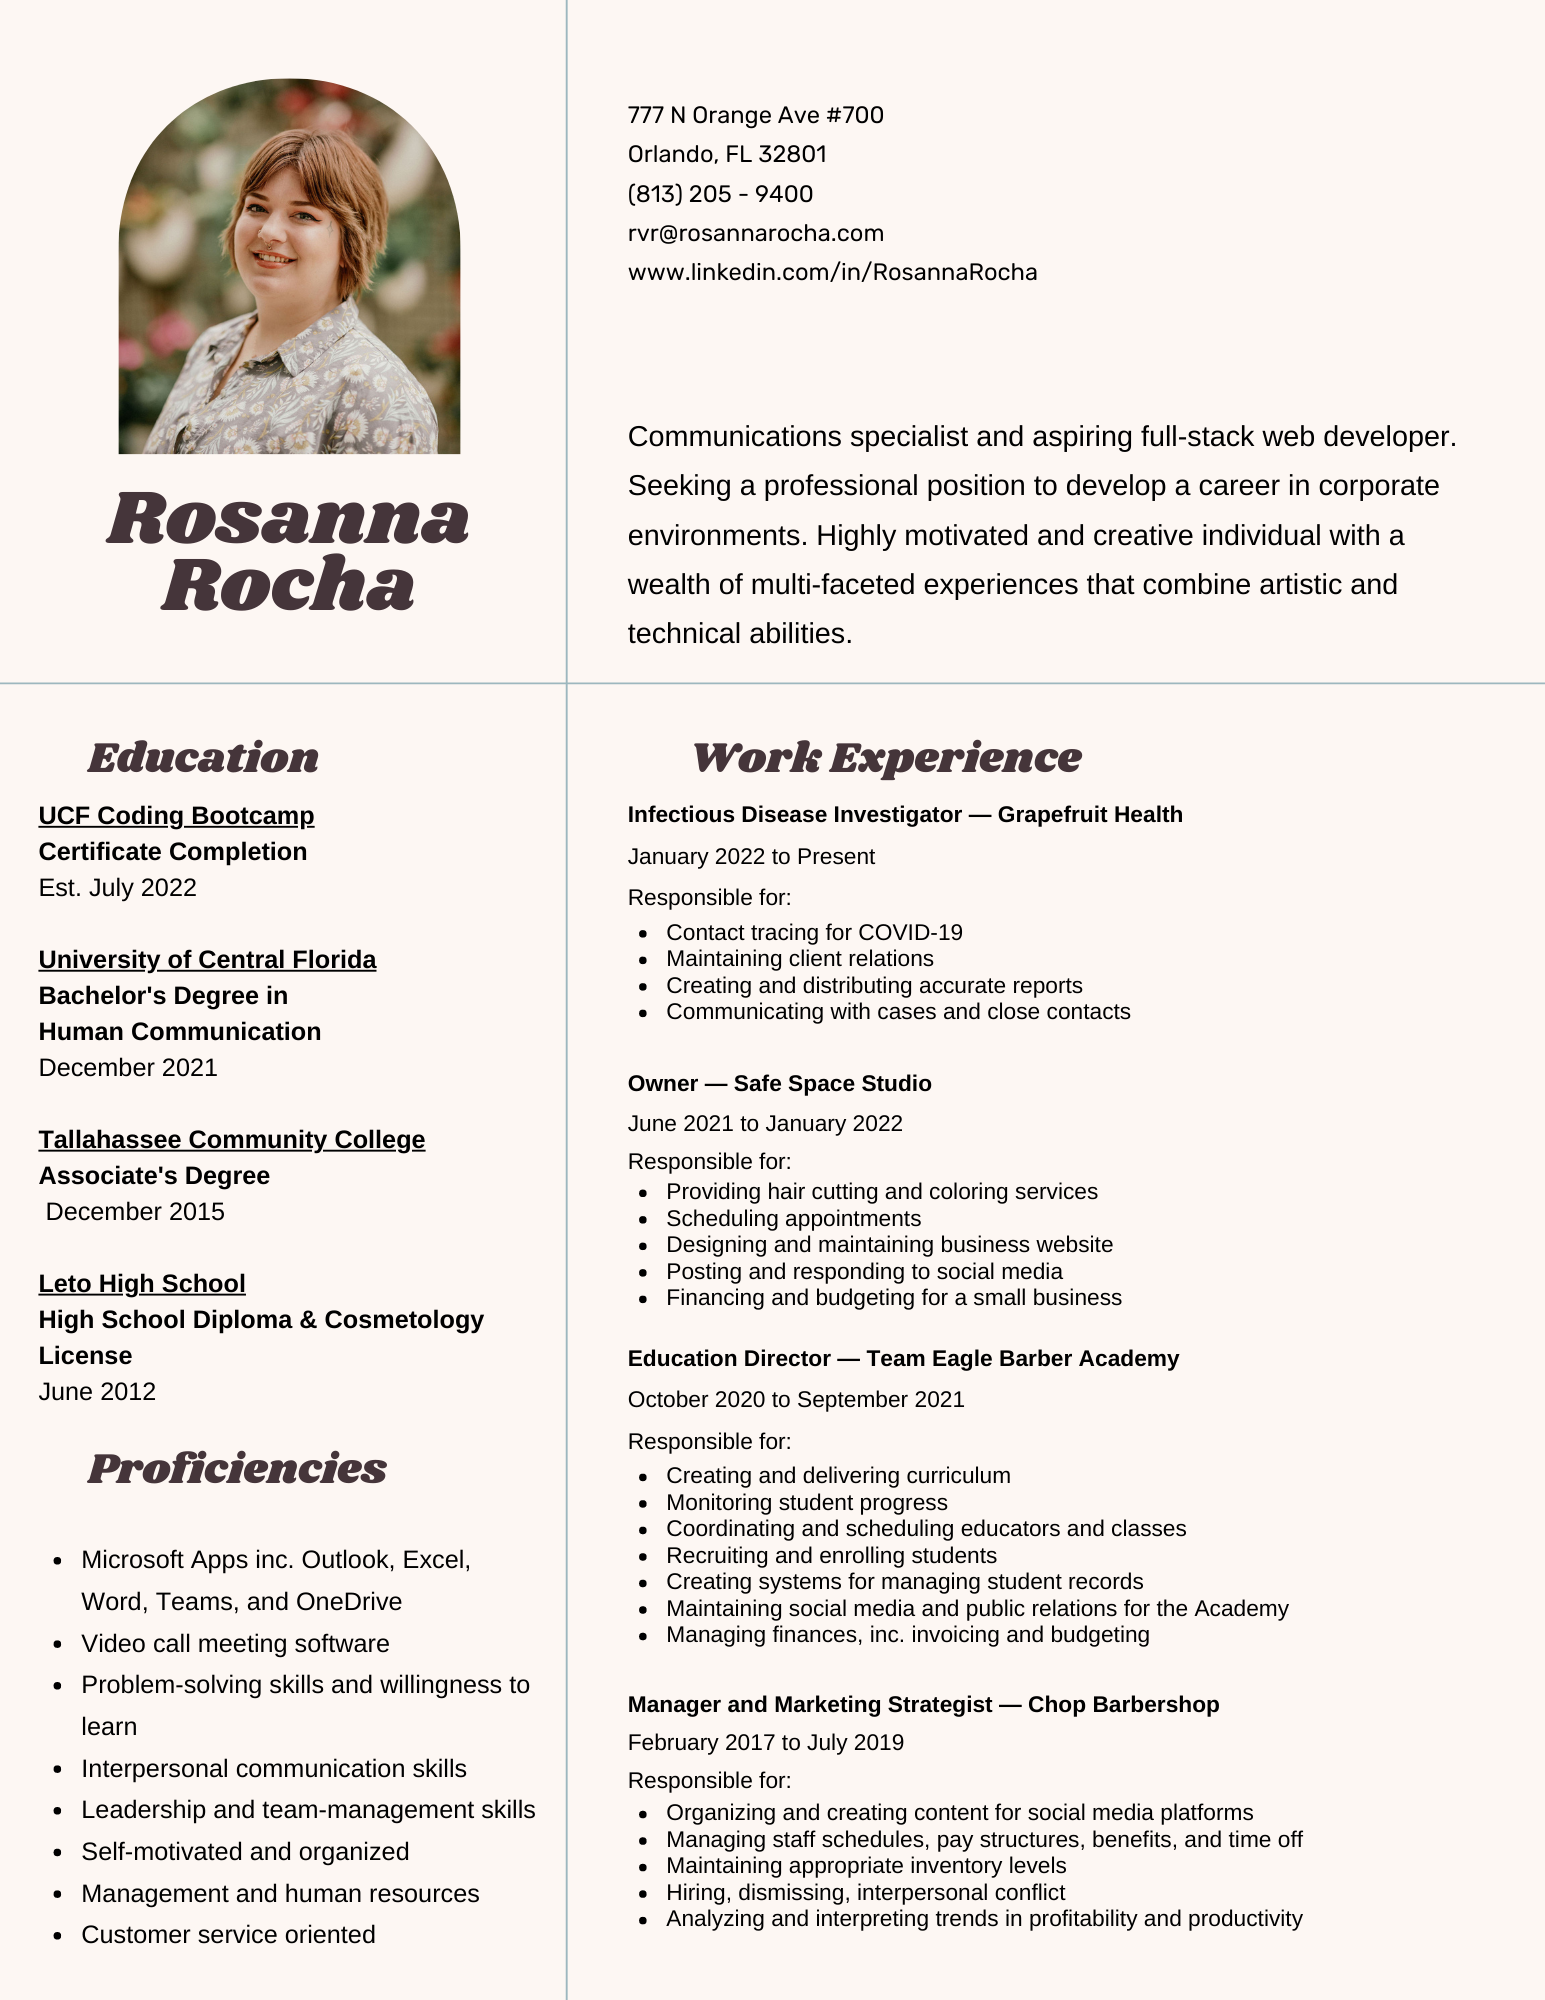 Rosanna
Rocha
777 N Orange Ave #700
Orlando, FL 32801
(813) 205 - 9400
rvr@rosannarocha.com
www.linkedin.com/in/RosannaRocha
Communications specialist and aspiring full-stack web developer.
Seeking a professional position to develop a career in corporate
environments. Highly motivated and creative individual with a
wealth of multi-faceted experiences that combine artistic and
technical abilities.
Education
UCF Coding Bootcamp
Certificate Completion
Est. July 2022
University of Central Florida
Bachelor's Degree in
Human Communication
December 2021
Tallahassee Community College
Associate's Degree
December 2015
Leto High School
High School Diploma & Cosmetology
License
June 2012
Proficiencies
• Microsoft Apps inc. Outlook, Excel,
Word, Teams, and OneDrive
• Video call meeting software
• Problem-solving skills and willingness to
learn
• Interpersonal communication skills
• Leadership and team-management skills
• Self-motivated and organized
• Management and human resources
• Customer service oriented
Work Experience
Infectious Disease Investigator — Grapefruit Health
January 2022 to Present
Responsible for:
• Contact tracing for COVID-19
• Maintaining client relations
• Creating and distributing accurate reports
• Communicating with cases and close contacts
Owner — Safe Space Studio
June 2021 to January 2022
Responsible for:
• Providing hair cutting and coloring services
• Scheduling appointments
• Designing and maintaining business website
• Posting and responding to social media
• Financing and budgeting for a small business
Education Director — Team Eagle Barber Academy
October 2020 to September 2021
Responsible for:
• Creating and delivering curriculum
• Monitoring student progress
• Coordinating and scheduling educators and classes
• Recruiting and enrolling students
• Creating systems for managing student records
• Maintaining social media and public relations for the Academy
• Managing finances, inc. invoicing and budgeting
Manager and Marketing Strategist — Chop Barbershop
February 2017 to July 2019
Responsible for:
• Organizing and creating content for social media platforms
• Managing staff schedules, pay structures, benefits, and time off
• Maintaining appropriate inventory levels
• Hiring, dismissing, interpersonal conflict
• Analyzing and interpreting trends in profitability and productivity